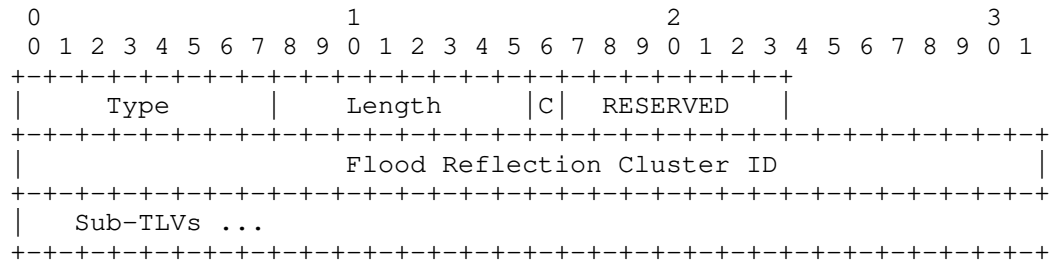 0                   1                   2                   3
 0 1 2 3 4 5 6 7 8 9 0 1 2 3 4 5 6 7 8 9 0 1 2 3 4 5 6 7 8 9 0 1
+-+-+-+-+-+-+-+-+-+-+-+-+-+-+-+-+-+-+-+-+-+-+-+-+
|     Type      |    Length     |C|  RESERVED   |
+-+-+-+-+-+-+-+-+-+-+-+-+-+-+-+-+-+-+-+-+-+-+-+-+-+-+-+-+-+-+-+-+
|                    Flood Reflection Cluster ID                |
+-+-+-+-+-+-+-+-+-+-+-+-+-+-+-+-+-+-+-+-+-+-+-+-+-+-+-+-+-+-+-+-+
|   Sub-TLVs ...
+-+-+-+-+-+-+-+-+-+-+-+-+-+-+-+-+-+-+-+-+-+-+-+-+-+-+-+-+-+-+-+-+